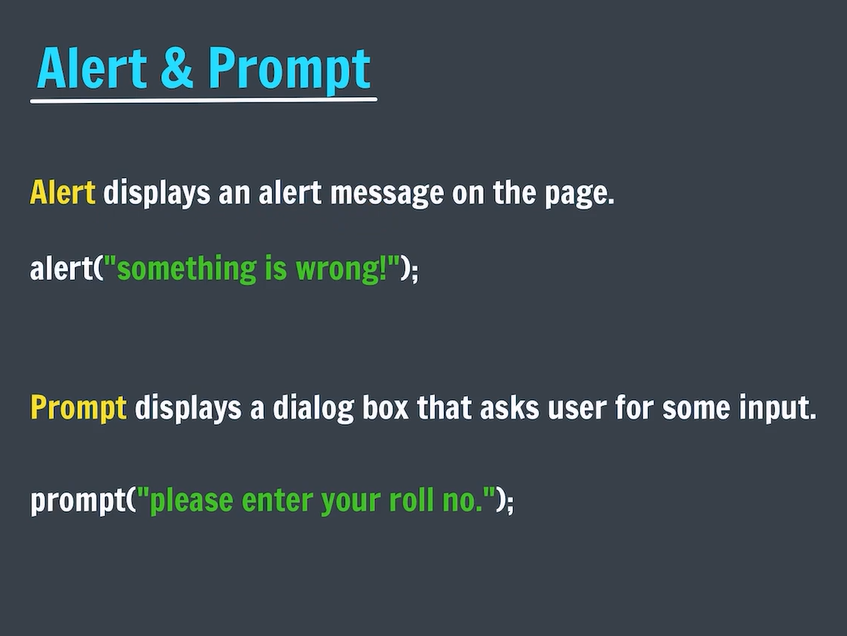 Alert & Prompt
Alert displays an alert message on the page.
alert("something is wrong!");
Prompt displays a dialog box that asks user for some input.
prompt("please enter your roll no.");